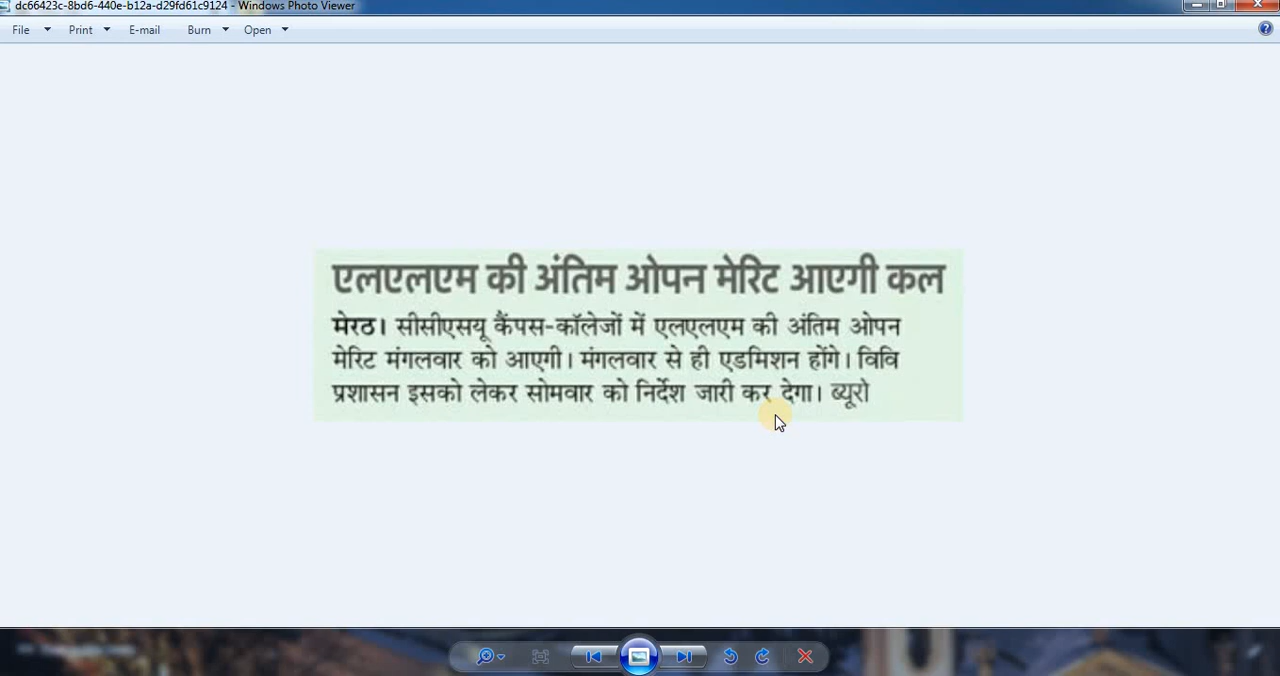 dc66423c-8bd6-440e-b12a-d29fd61c9124 - Windows Photo Viewer
File Print E-mail Burn Open
एलएलएम की अंतिम ओपन मेरिट आएगी कल
मेरठ। सीसीएसयू कैंपस-कॉलेजों में एलएलएम की अंतिम ओपन
मेरिट मंगलवार को आएगी। मंगलवार से ही एडमिशन होंगे। विवि
प्रशासन इसको लेकर सोमवार को निर्देश जारी कर देगा। ब्यूरो